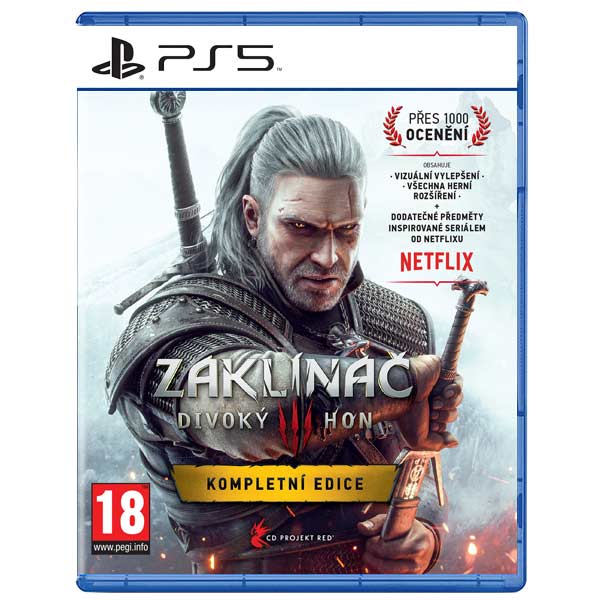 PS5
PŘES 1000
OCENĚNÍ
OBSAHUJE
· VIZUÁLNÍ VYLEPŠENÍ ·
· VŠECHNA HERNÍ
ROZŠÍŘENÍ ·
+
DODATEČNÉ PŘEDMĚTY
INSPIROVANÉ SERIÁLEM
OD NETFLIXU
NETFLIX
ZAKLÍNAČ
DIVOKÝ III HON
KOMPLETNÍ EDICE
18
www.pegi.info
CD PROJEKT RED®